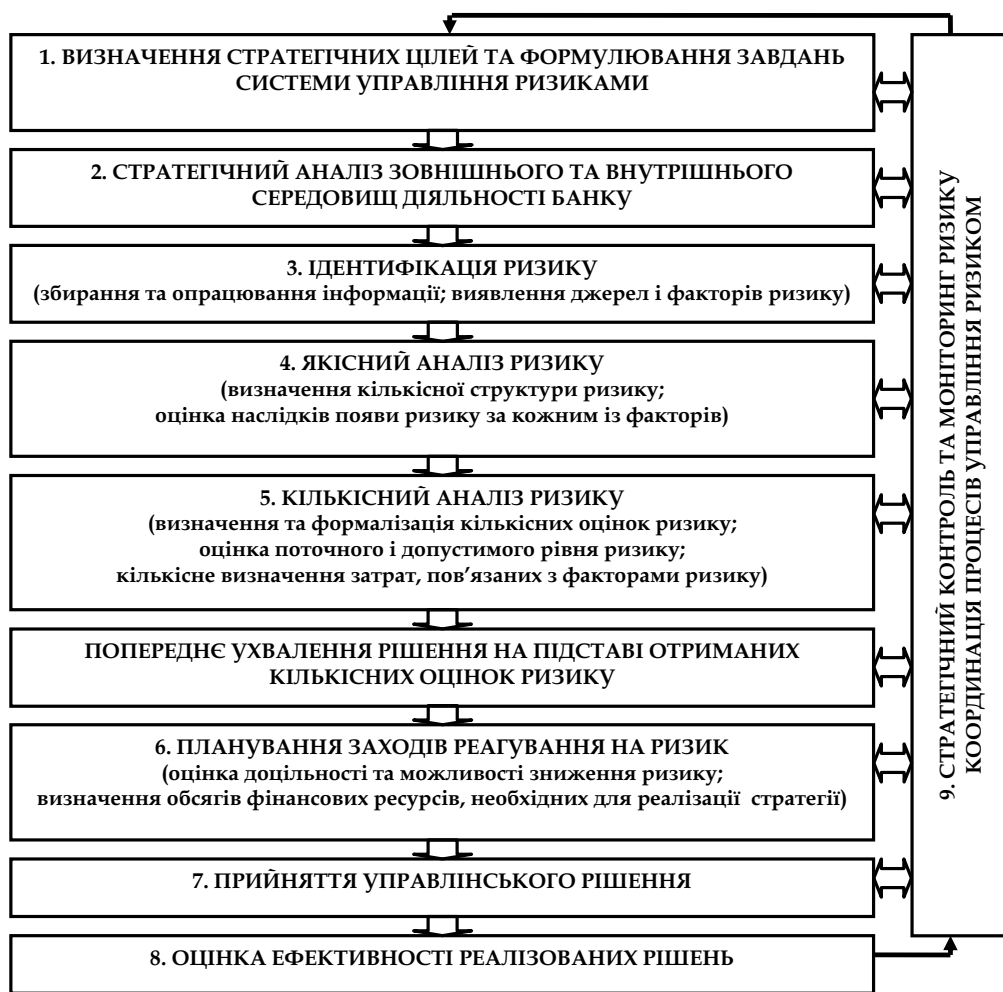 1. ВИЗНАЧЕННЯ СТРАТЕГІЧНИХ ЦІЛЕЙ ТА ФОРМУЛЮВАННЯ ЗАВДАНЬ
СИСТЕМИ УПРАВЛІННЯ РИЗИКАМИ
2. СТРАТЕГІЧНИЙ АНАЛІЗ ЗОВНІШНЬОГО ТА ВНУТРІШНЬОГО
СЕРЕДОВИЩ ДІЯЛЬНОСТІ БАНКУ
3. ІДЕНТИФІКАЦІЯ РИЗИКУ
(збирання та опрацювання інформації; виявлення джерел і факторів ризику)
4. ЯКІСНИЙ АНАЛІЗ РИЗИКУ
(визначення кількісної структури ризику;
оцінка наслідків появи ризику за кожним із факторів)
5. КІЛЬКІСНИЙ АНАЛІЗ РИЗИКУ
(визначення та формалізація кількісних оцінок ризику;
оцінка поточного і допустимого рівня ризику;
кількісне визначення затрат, пов’язаних з факторами ризику)
ПОПЕРЕДНЄ УХВАЛЕННЯ РІШЕННЯ НА ПІДСТАВІ ОТРИМАНИХ
КІЛЬКІСНИХ ОЦІНОК РИЗИКУ
6. ПЛАНУВАННЯ ЗАХОДІВ РЕАГУВАННЯ НА РИЗИК
(оцінка доцільності та можливості зниження ризику;
визначення обсягів фінансових ресурсів, необхідних для реалізації стратегії)
7. ПРИЙНЯТТЯ УПРАВЛІНСЬКОГО РІШЕННЯ
8. ОЦІНКА ЕФЕКТИВНОСТІ РЕАЛІЗОВАНИХ РІШЕНЬ
9. СТРАТЕГІЧНИЙ КОНТРОЛЬ ТА МОНІТОРИНГ РИЗИКУ
КООРДИНАЦІЯ ПРОЦЕСІВ УПРАВЛІННЯ РИЗИКОМ